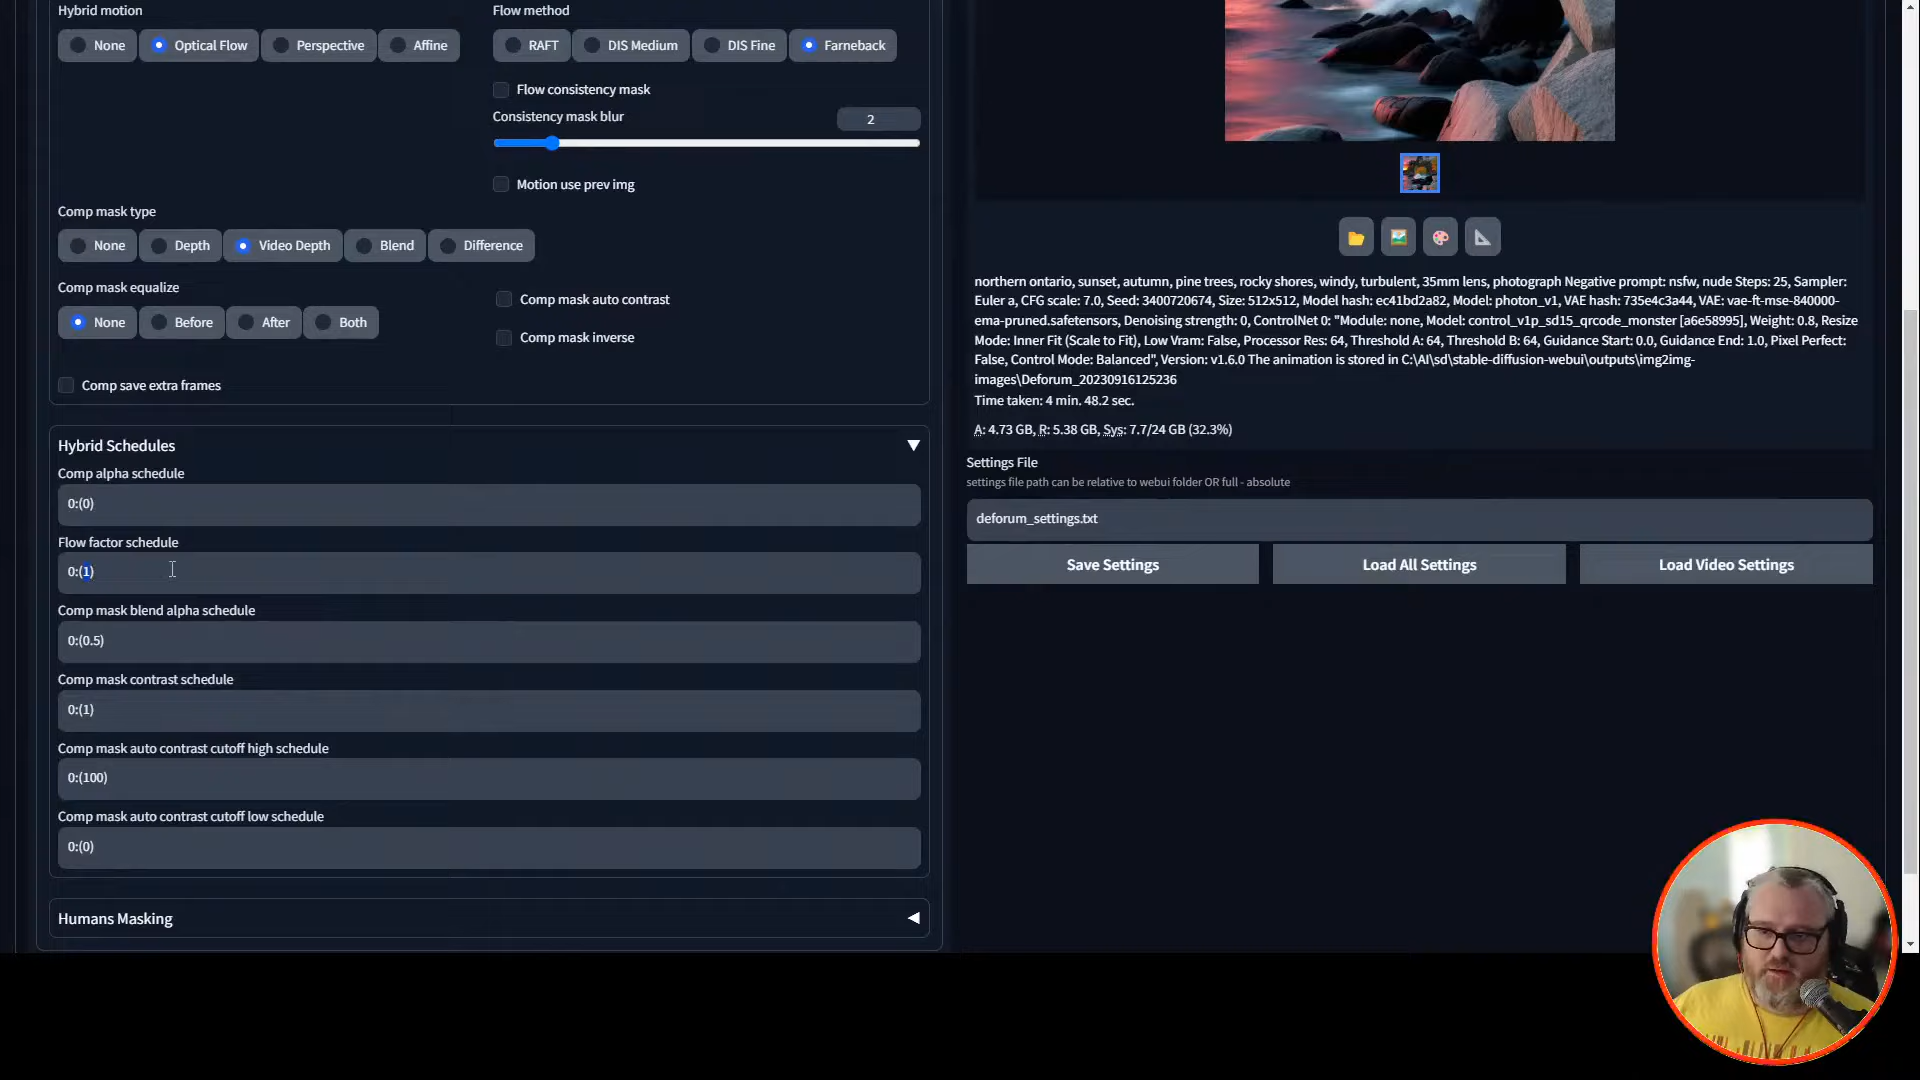 Hybrid motion
None
Optical Flow
Perspective
Affine
Flow method
RAFT
DIS Medium
DIS Fine
Farneback
Flow consistency mask
Consistency mask blur
2
Motion use prev img
Comp mask type
None
Depth
Video Depth
Blend
Difference
Comp mask equalize
None
Before
After
Both
Comp mask auto contrast
Comp mask inverse
Comp save extra frames
Hybrid Schedules
Comp alpha schedule
0:(0)
Flow factor schedule
0:(1)
Comp mask blend alpha schedule
0:(0.5)
Comp mask contrast schedule
0:(1)
Comp mask auto contrast cutoff high schedule
0:(100)
Comp mask auto contrast cutoff low schedule
0:(0)
Humans Masking
northern ontario, sunset, autumn, pine trees, rocky shores, windy, turbulent, 35mm lens, photograph Negative prompt: nsfw, nude Steps: 25, Sampler:
Euler a, CFG scale: 7.0, Seed: 3400720674, Size: 512x512, Model hash: ec41bd2a82, Model: photon_v1, VAE hash: 735e4c3a44, VAE: vae-ft-mse-840000-
ema-pruned.safetensors, Denoising strength: 0, ControlNet 0: "Module: none, Model: control_v1p_sd15_qrcode_monster [a6e58995], Weight: 0.8, Resize
Mode: Inner Fit (Scale to Fit), Low Vram: False, Processor Res: 64, Threshold A: 64, Threshold B: 64, Guidance Start: 0.0, Guidance End: 1.0, Pixel Perfect:
False, Control Mode: Balanced", Version: v1.6.0 The animation is stored in C:\AI\sd\stable-diffusion-webui\outputs\img2img-
images\Deforum_20230916125236
Time taken: 4 min. 48.2 sec.
A: 4.73 GB, R: 5.38 GB, Sys: 7.7/24 GB (32.3%)
Settings File
settings file path can be relative to webui folder OR full - absolute
deforum_settings.txt
Save Settings
Load All Settings
Load Video Settings